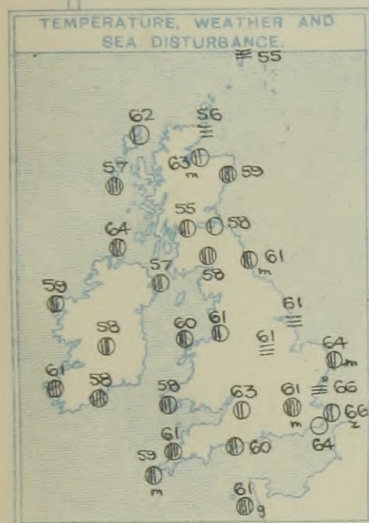 TEMPERATURE, WEATHER AND
SEA DISTURBANCE.
55
62 56
63
m
57 59
55 58
64
57 58 61
m
59
61
58 60 61 61
64
m
61 66
58 59 63 61 66
m z
64
61 60
59
m
61
g